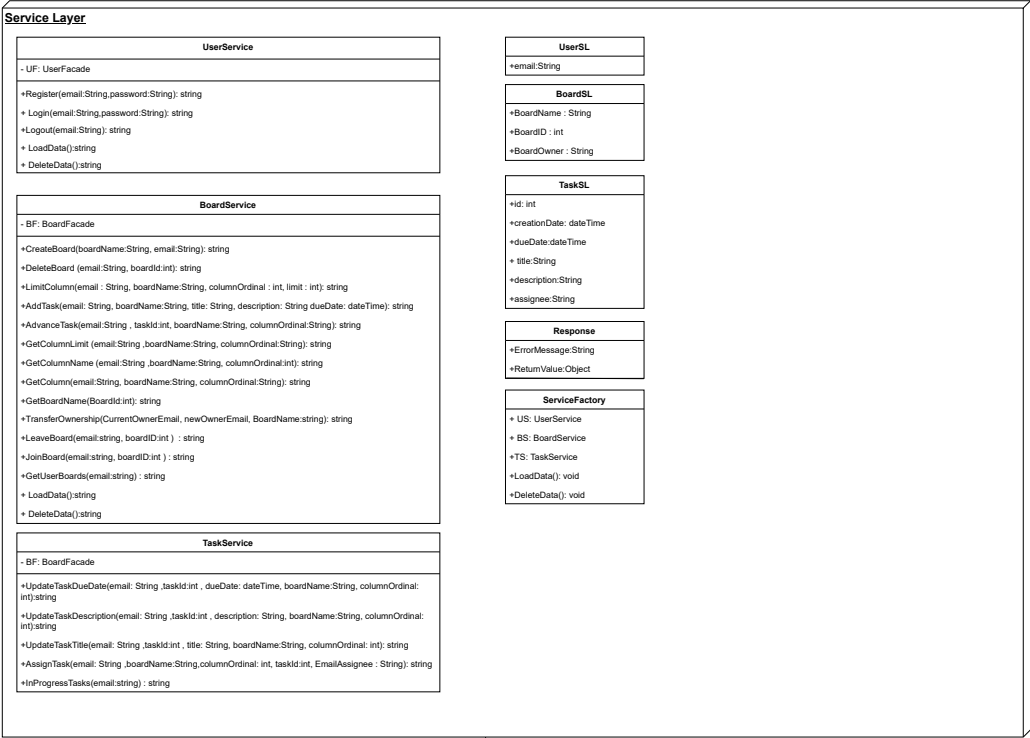 Service Layer
UserService
- UF: UserFacade
+Register(email:String,password:String): string
+ Login(email:String,password:String): string
+Logout(email:String): string
+ LoadData():string
+ DeleteData():string
BoardService
- BF: BoardFacade
+CreateBoard(boardName:String, email:String): string
+DeleteBoard (email:String, boardId:int): string
+LimitColumn(email : String, boardName:String, columnOrdinal : int, limit : int): string
+AddTask(email: String, boardName:String, title: String, description: String dueDate: dateTime): string
+AdvanceTask(email:String , taskId:int, boardName:String, columnOrdinal:String): string
+GetColumnLimit (email:String ,boardName:String, columnOrdinal:String): string
+GetColumnName (email:String ,boardName:String, columnOrdinal:int): string
+GetColumn(email:String, boardName:String, columnOrdinal:String): string
+GetBoardName(BoardId:int): string
+TransferOwnership(CurrentOwnerEmail, newOwnerEmail, BoardName:string): string
+LeaveBoard(email:string, boardID:int ) : string
+JoinBoard(email:string, boardID:int ) : string
+GetUserBoards(email:string) : string
+ LoadData():string
+ DeleteData():string
TaskService
- BF: BoardFacade
+UpdateTaskDueDate(email: String ,taskId:int , dueDate: dateTime, boardName:String, columnOrdinal:
int):string
+UpdateTaskDescription(email: String ,taskId:int , description: String, boardName:String, columnOrdinal:
int):string
+UpdateTaskTitle(email: String ,taskId:int , title: String, boardName:String, columnOrdinal: int): string
+AssignTask(email: String ,boardName:String,columnOrdinal: int, taskId:int, EmailAssignee : String): string
+InProgressTasks(email:string) : string
UserSL
+email:String
BoardSL
+BoardName : String
+BoardID : int
+BoardOwner : String
TaskSL
+id: int
+creationDate: dateTime
+dueDate:dateTime
+ title:String
+description:String
+assignee:String
Response
+ErrorMessage:String
+ReturnValue:Object
ServiceFactory
+ US: UserService
+ BS: BoardService
+TS: TaskService
+LoadData(): void
+DeleteData(): void